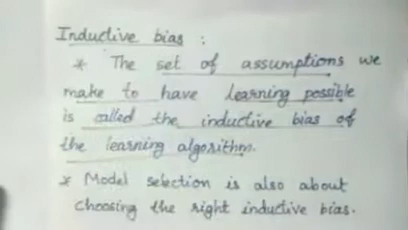 Inductive bias :
* The set of assumptions we
make to have learning possible
is called the inductive bias of
the learning algorithm.
* Model selection is also about
choosing the right inductive bias.